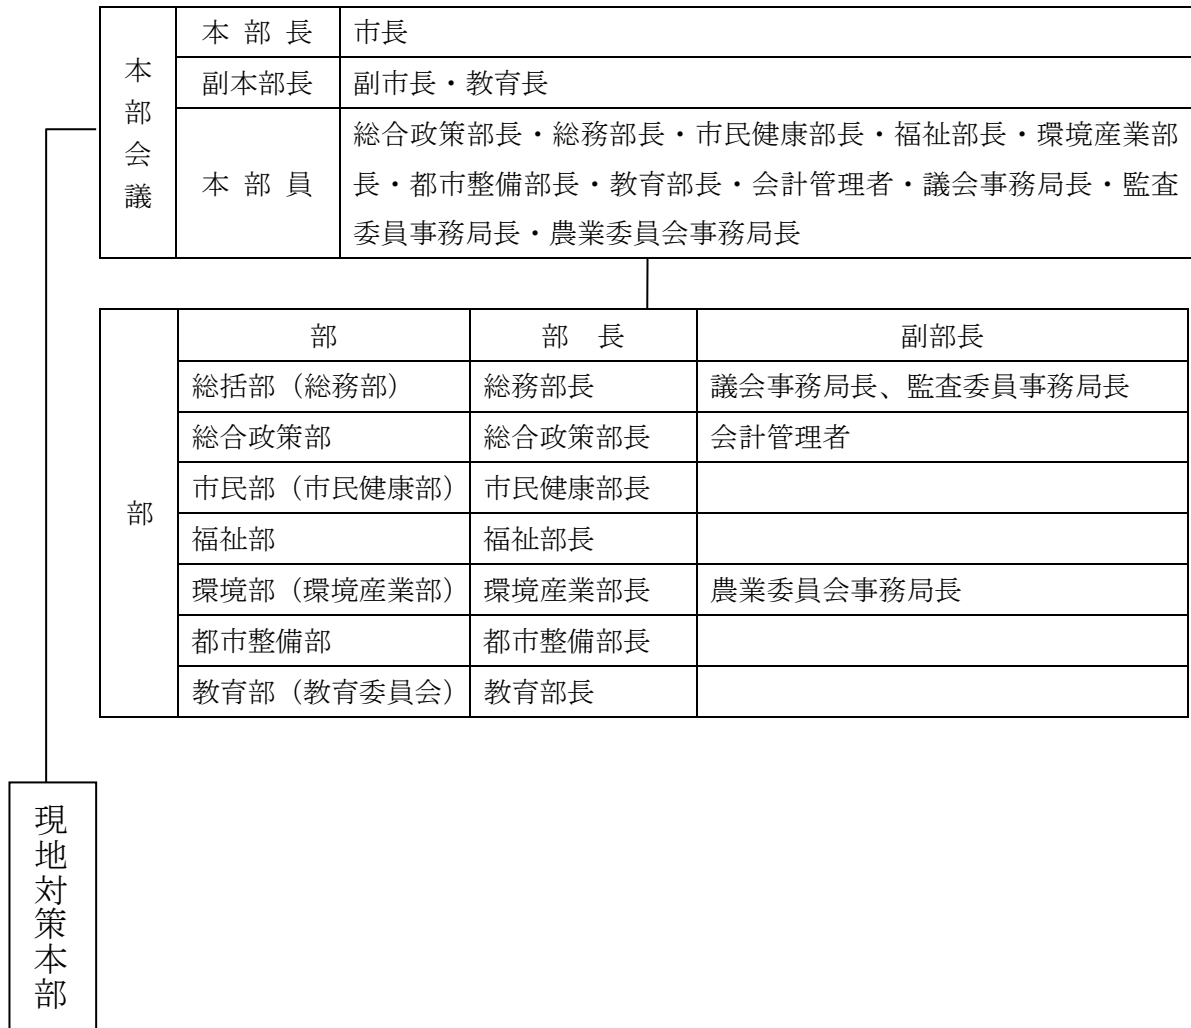 本部会議
本 部 長 市長
副本部長 副市長・教育長
本 部 員 総合政策部長・総務部長・市民健康部長・福祉部長・環境産業部
長・都市整備部長・教育部長・会計管理者・議会事務局長・監査
委員事務局長・農業委員会事務局長
部
部 部　長 副部長
総括部（総務部） 総務部長 議会事務局長、監査委員事務局長
総合政策部 総合政策部長 会計管理者
市民部（市民健康部） 市民健康部長
福祉部 福祉部長
環境部（環境産業部） 環境産業部長 農業委員会事務局長
都市整備部 都市整備部長
教育部（教育委員会） 教育部長
現地対策本部